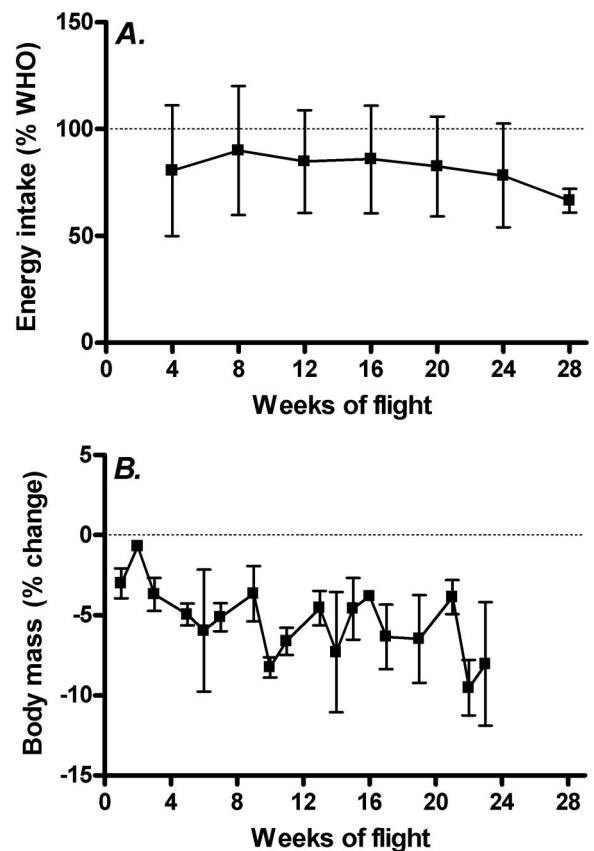 A.
Energy intake (% WHO)
150
100
50
0
0 4 8 12 16 20 24 28
Weeks of flight
B.
Body mass (% change)
5
0
-5
-10
-15
0 4 8 12 16 20 24 28
Weeks of flight